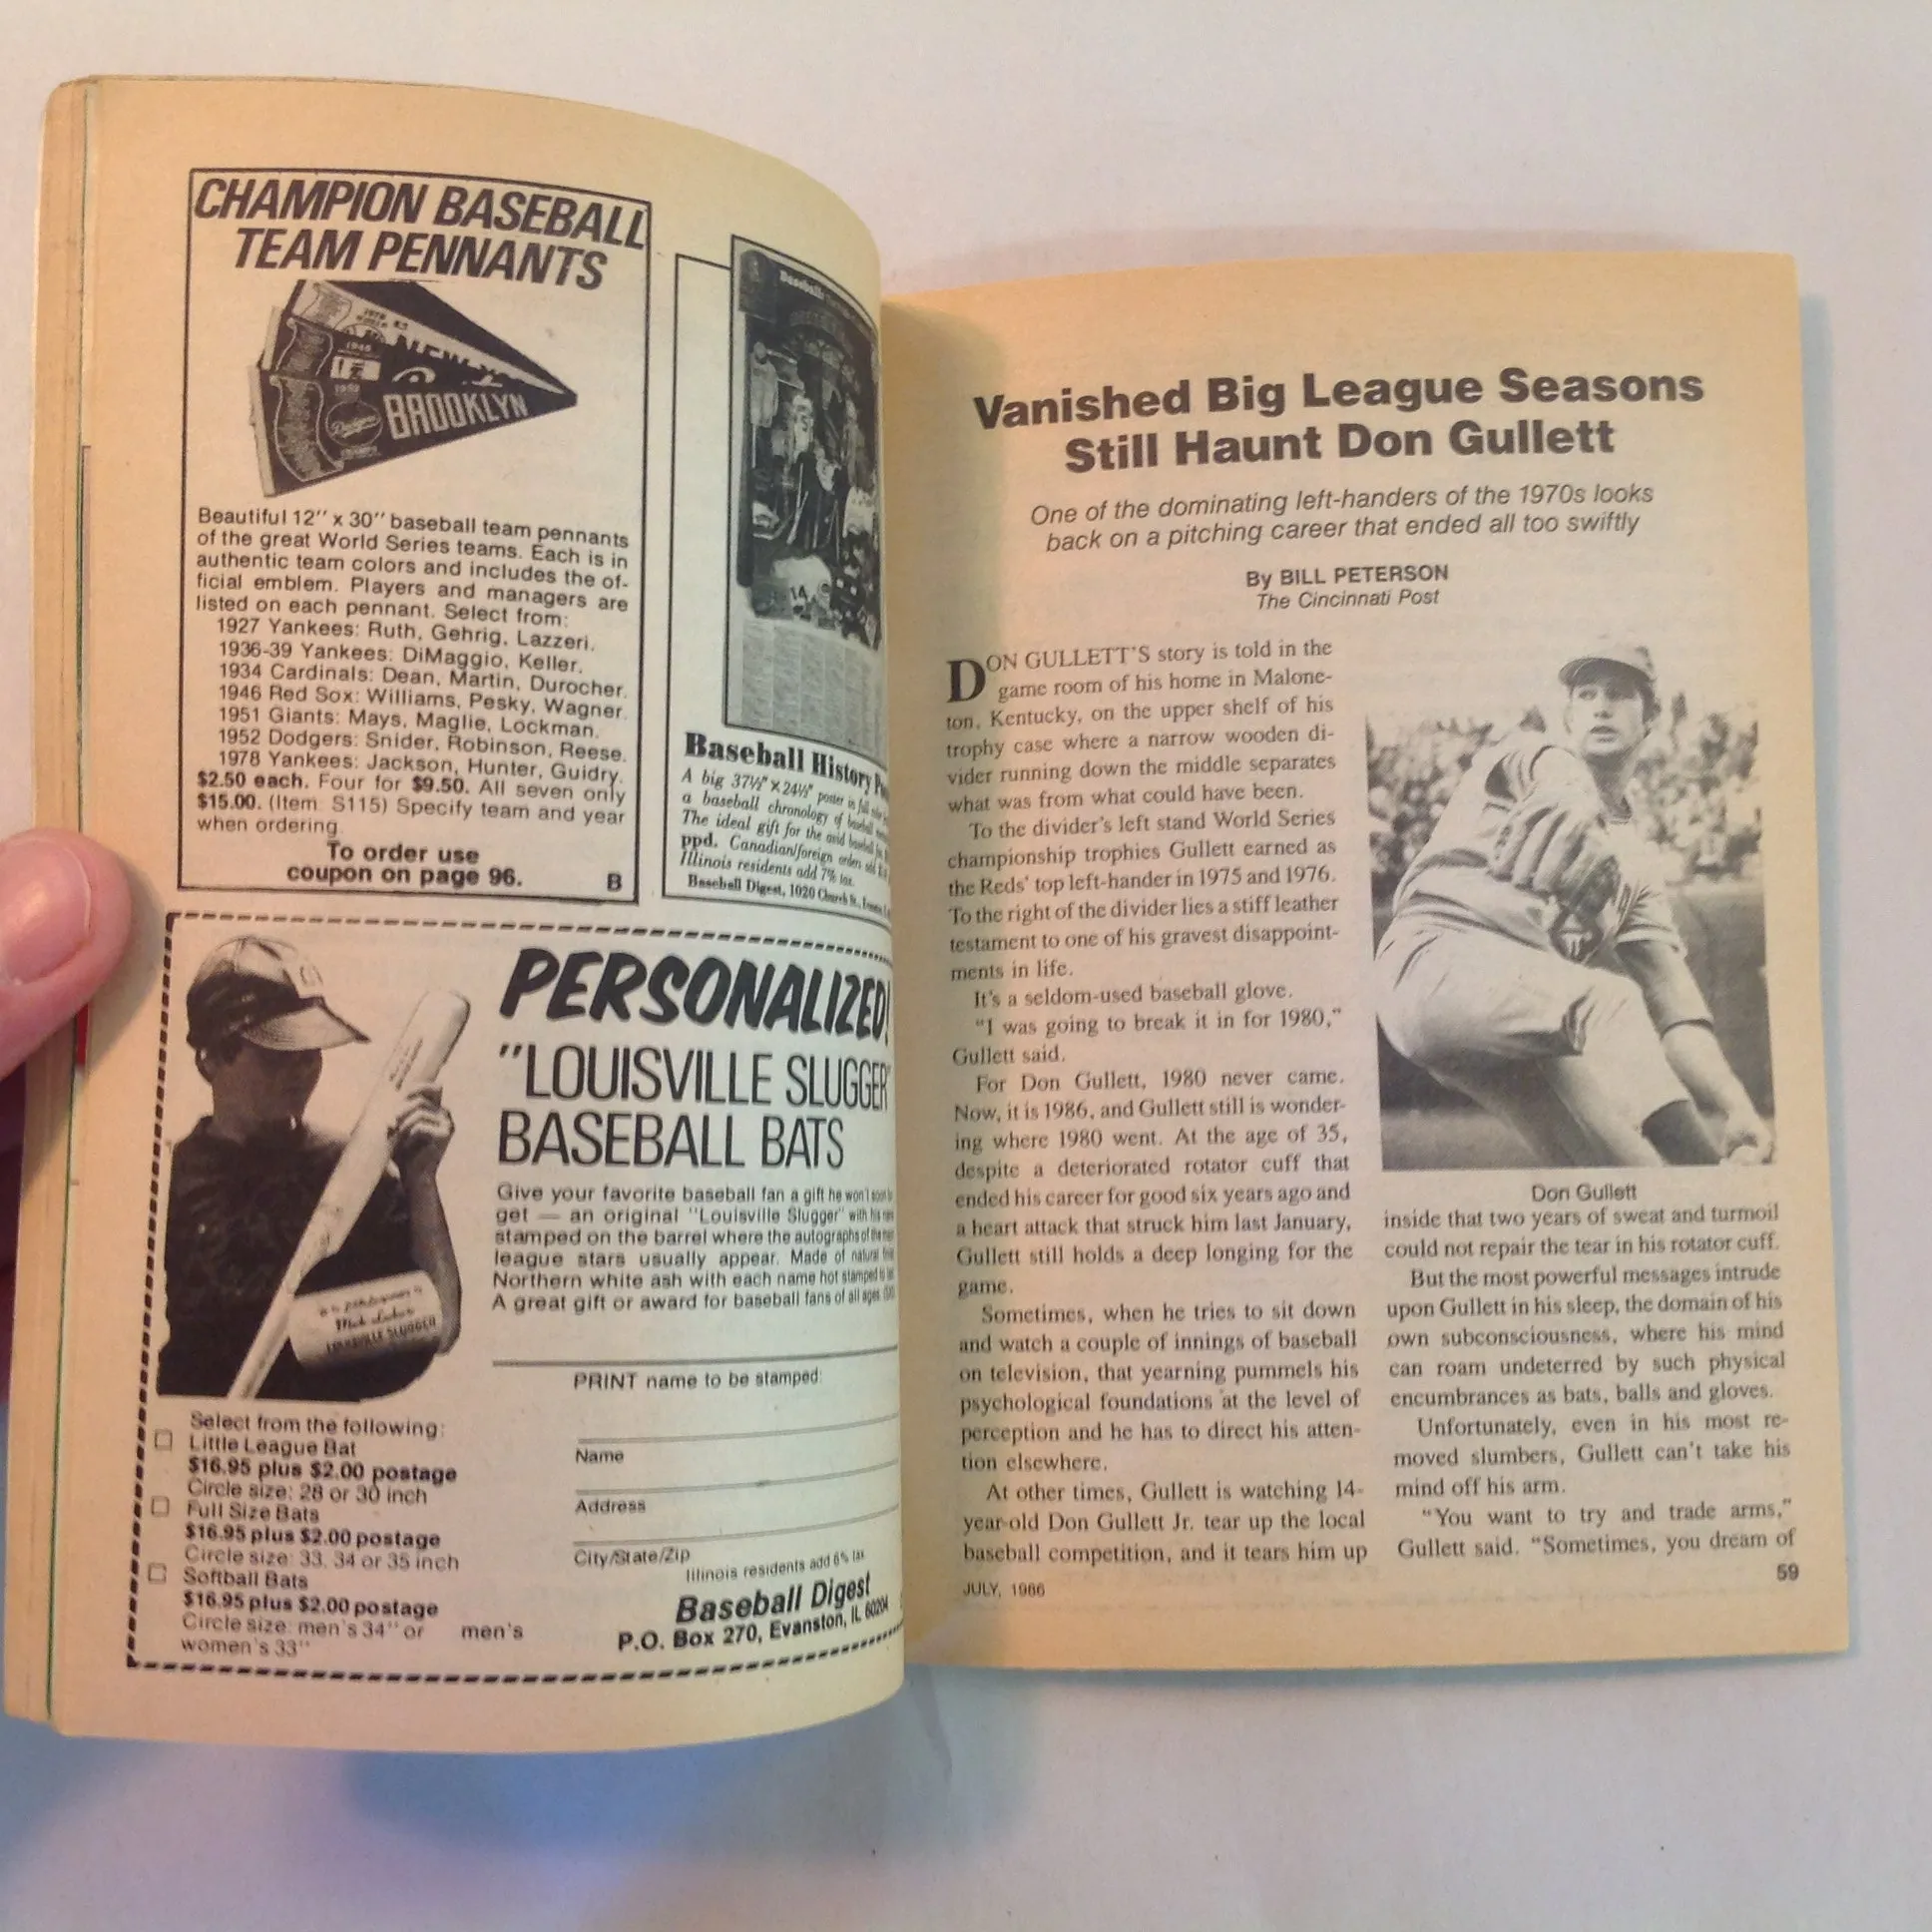 CHAMPION BASEBALL
TEAM PENNANTS
BROOKLYN
Beautiful 12'' x 30'' baseball team pennants
of the great World Series teams. Each is in
authentic team colors and includes the of-
ficial emblem. Players and managers are
listed on each pennant. Select from:
1927 Yankees: Ruth, Gehrig, Lazzeri.
1936-39 Yankees: DiMaggio, Keller.
1934 Cardinals: Dean, Martin, Durocher.
1946 Red Sox: Williams, Pesky, Wagner.
1951 Giants: Mays, Maglie, Lockman.
1952 Dodgers: Snider, Robinson, Reese.
1978 Yankees: Jackson, Hunter, Guidry.
$2.50 each. Four for $9.50. All seven only
$15.00. (Item: S115) Specify team and year
when ordering.
To order use
coupon on page 96.
B
Baseball History
A big 37½" × 24½" poster in full
a baseball chronology of baseball
The ideal gift for the avid baseball
ppd. Canadian/foreign orders add
Illinois residents add 7% tax.
Baseball Digest, 1020 Church St.,
PERSONALIZED!
"LOUISVILLE SLUGGER"
BASEBALL BATS
Give your favorite baseball fan a gift he won't soon
get — an original "Louisville Slugger" with his
stamped on the barrel where the autographs of the
league stars usually appear. Made of natural
Northern white ash with each name hot stamped
A great gift or award for baseball fans of all ages.
LOUISVILLE SLUGGER
PRINT name to be stamped:
Name
Address
City/State/Zip
Illinois residents add 6% tax
Baseball Digest
P.O. Box 270, Evanston, IL 60204
Select from the following:
Little League Bat
$16.95 plus $2.00 postage
Circle size: 28 or 30 inch
Full Size Bats
$16.95 plus $2.00 postage
Circle size: 33, 34 or 35 inch
Softball Bats
$16.95 plus $2.00 postage
Circle size: men's 34'' or men's
women's 33''
Vanished Big League Seasons
Still Haunt Don Gullett
One of the dominating left-handers of the 1970s looks
back on a pitching career that ended all too swiftly
By BILL PETERSON
The Cincinnati Post
DON GULLETT'S story is told in the
game room of his home in Malone-
ton, Kentucky, on the upper shelf of his
trophy case where a narrow wooden di-
vider running down the middle separates
what was from what could have been.
To the divider's left stand World Series
championship trophies Gullett earned as
the Reds' top left-hander in 1975 and 1976.
To the right of the divider lies a stiff leather
testament to one of his gravest disappoint-
ments in life.
It's a seldom-used baseball glove.
"I was going to break it in for 1980,"
Gullett said.
For Don Gullett, 1980 never came.
Now, it is 1986, and Gullett still is wonder-
ing where 1980 went. At the age of 35,
despite a deteriorated rotator cuff that
ended his career for good six years ago and
a heart attack that struck him last January,
Gullett still holds a deep longing for the
game.
Sometimes, when he tries to sit down
and watch a couple of innings of baseball
on television, that yearning pummels his
psychological foundations at the level of
perception and he has to direct his atten-
tion elsewhere.
At other times, Gullett is watching 14-
year-old Don Gullett Jr. tear up the local
baseball competition, and it tears him up
Don Gullett
inside that two years of sweat and turmoil
could not repair the tear in his rotator cuff.
But the most powerful messages intrude
upon Gullett in his sleep, the domain of his
own subconsciousness, where his mind
can roam undeterred by such physical
encumbrances as bats, balls and gloves.
Unfortunately, even in his most re-
moved slumbers, Gullett can't take his
mind off his arm.
"You want to try and trade arms,"
Gullett said. "Sometimes, you dream of
JULY, 1986
59